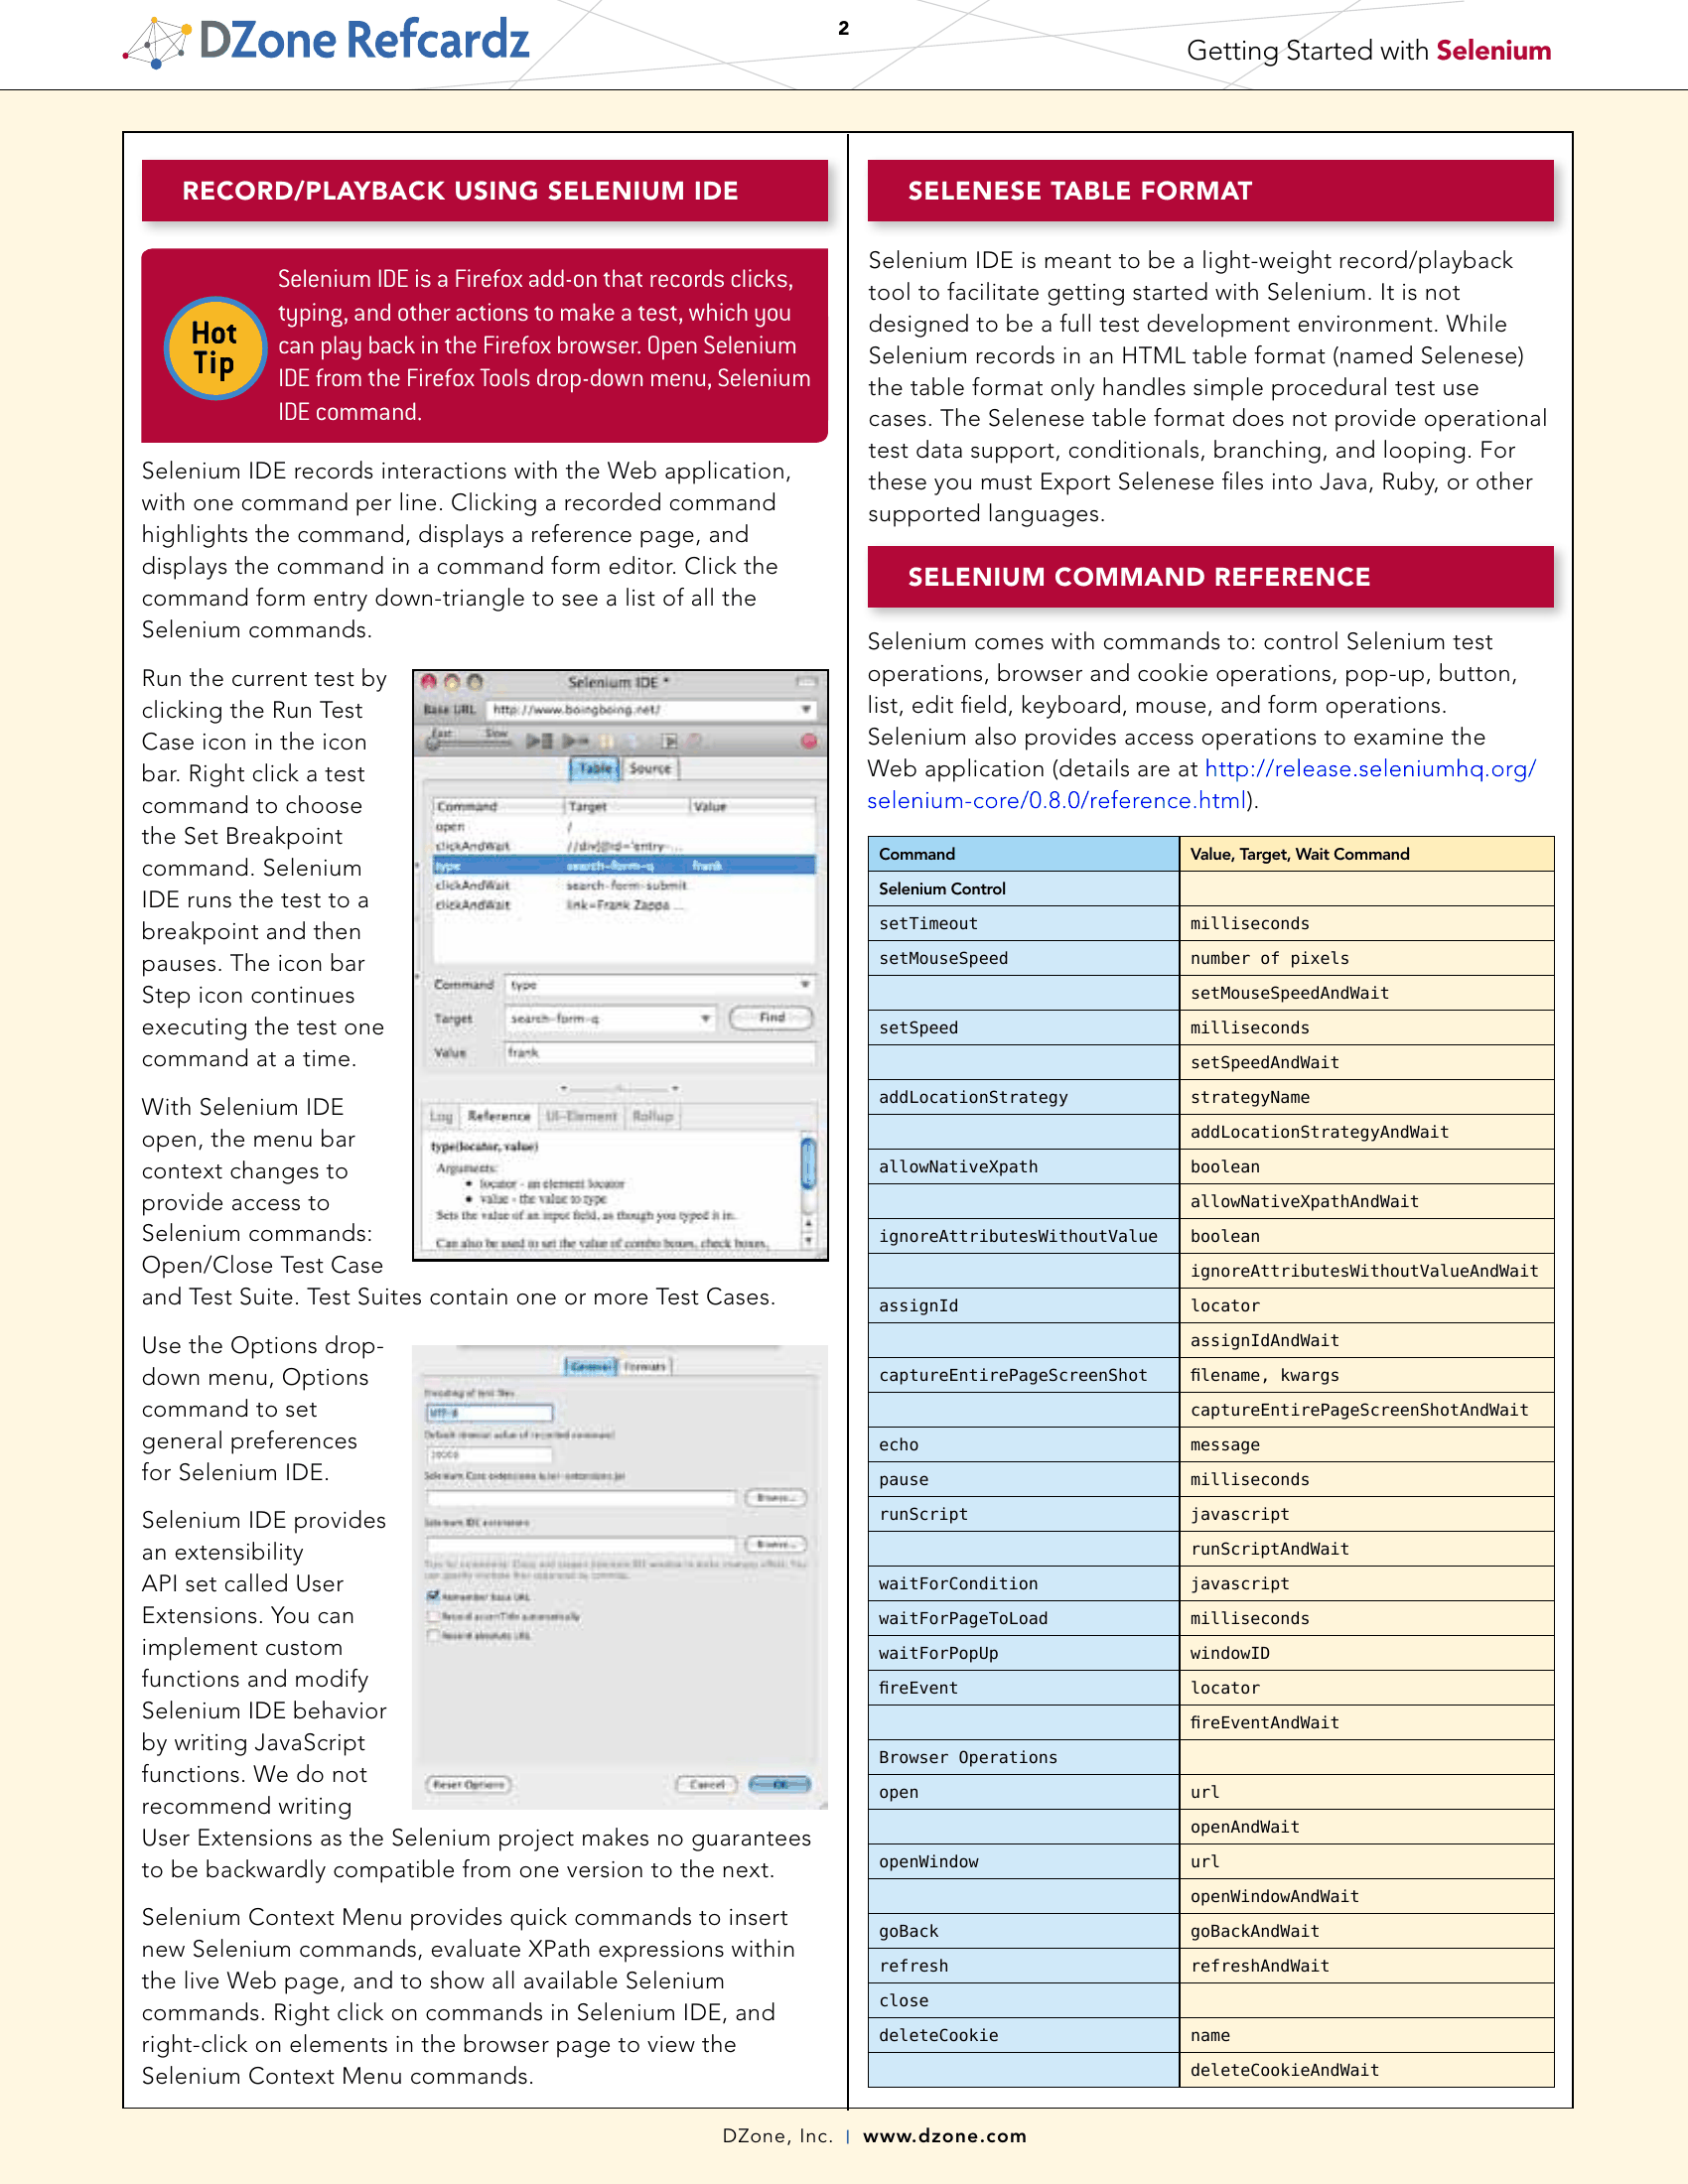 DZone Refcardz
2
Getting Started with Selenium
RECORD/PLAYBACK USING SELENIUM IDE
Hot
Tip
Selenium IDE is a Firefox add-on that records clicks,
typing, and other actions to make a test, which you
can play back in the Firefox browser. Open Selenium
IDE from the Firefox Tools drop-down menu, Selenium
IDE command.
Selenium IDE records interactions with the Web application,
with one command per line. Clicking a recorded command
highlights the command, displays a reference page, and
displays the command in a command form editor. Click the
command form entry down-triangle to see a list of all the
Selenium commands.
Run the current test by
clicking the Run Test
Case icon in the icon
bar. Right click a test
command to choose
the Set Breakpoint
command. Selenium
IDE runs the test to a
breakpoint and then
pauses. The icon bar
Step icon continues
executing the test one
command at a time.
With Selenium IDE
open, the menu bar
context changes to
provide access to
Selenium commands:
Open/Close Test Case
and Test Suite. Test Suites contain one or more Test Cases.
Selenium IDE *
Base URL http://www.boingboing.net/
Fast Slow
Table Source
Command Target Value
open /
clickAndWait //div[@id='entry-...
type search-form-q frank
clickAndWait search-form-submit
clickAndWait link=Frank Zappa ...
Command type
Target search-form-q Find
Value frank
Log Reference UI-Element Rollup
type(locator, value)
Arguments:
• locator - an element locator
• value - the value to type
Sets the value of an input field, as though you typed it in.
Can also be used to set the value of combo boxes, check boxes,
Use the Options drop-
down menu, Options
command to set
general preferences
for Selenium IDE.
Selenium IDE provides
an extensibility
API set called User
Extensions. You can
implement custom
functions and modify
Selenium IDE behavior
by writing JavaScript
functions. We do not
recommend writing
User Extensions as the Selenium project makes no guarantees
to be backwardly compatible from one version to the next.
General Formats
Encoding of test files
UTF-8
Default timeout value of recorded command
Selenium Core extensions (user-extensions.js)
Browse...
Selenium IDE extensions
Browse...
Remember base URL
Record assertTitle automatically
Record absolute URL
Reset Options Cancel OK
Selenium Context Menu provides quick commands to insert
new Selenium commands, evaluate XPath expressions within
the live Web page, and to show all available Selenium
commands. Right click on commands in Selenium IDE, and
right-click on elements in the browser page to view the
Selenium Context Menu commands.
SELENESE TABLE FORMAT
Selenium IDE is meant to be a light-weight record/playback
tool to facilitate getting started with Selenium. It is not
designed to be a full test development environment. While
Selenium records in an HTML table format (named Selenese)
the table format only handles simple procedural test use
cases. The Selenese table format does not provide operational
test data support, conditionals, branching, and looping. For
these you must Export Selenese files into Java, Ruby, or other
supported languages.
SELENIUM COMMAND REFERENCE
Selenium comes with commands to: control Selenium test
operations, browser and cookie operations, pop-up, button,
list, edit field, keyboard, mouse, and form operations.
Selenium also provides access operations to examine the
Web application (details are at http://release.seleniumhq.org/
selenium-core/0.8.0/reference.html).
Command Value, Target, Wait Command
Selenium Control
setTimeout milliseconds
setMouseSpeed number of pixels
setMouseSpeedAndWait
setSpeed milliseconds
setSpeedAndWait
addLocationStrategy strategyName
addLocationStrategyAndWait
allowNativeXpath boolean
allowNativeXpathAndWait
ignoreAttributesWithoutValue boolean
ignoreAttributesWithoutValueAndWait
assignId locator
assignIdAndWait
captureEntirePageScreenShot filename, kwargs
captureEntirePageScreenShotAndWait
echo message
pause milliseconds
runScript javascript
runScriptAndWait
waitForCondition javascript
waitForPageToLoad milliseconds
waitForPopUp windowID
fireEvent locator
fireEventAndWait
Browser Operations
open url
openAndWait
openWindow url
openWindowAndWait
goBack goBackAndWait
refresh refreshAndWait
close
deleteCookie name
deleteCookieAndWait
DZone, Inc. | www.dzone.com